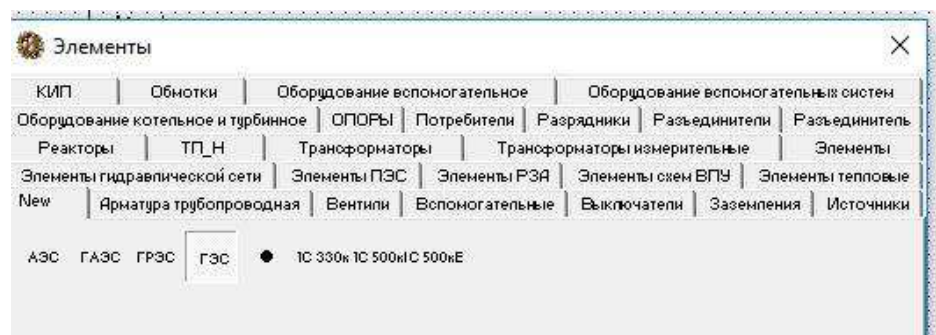 Элементы
КИП Обмотки Оборудование вспомогательное Оборудование вспомогательных систем
Оборудование котельное и турбинное ОПОРЫ Потребители Разрядники Разъединители Разъединитель
Реакторы ТП_Н Трансформаторы Трансформаторы измерительные Элементы
Элементы гидравлической сети Элементы ПЭС Элементы РЗА Элементы схем ВПУ Элементы тепловые
New Арматура трубопроводная Вентили Вспомогательные Выключатели Заземления Источники
АЭС ГАЭС ГРЭС ГЭС 1С 330к 1С 500кIС 500кЕ